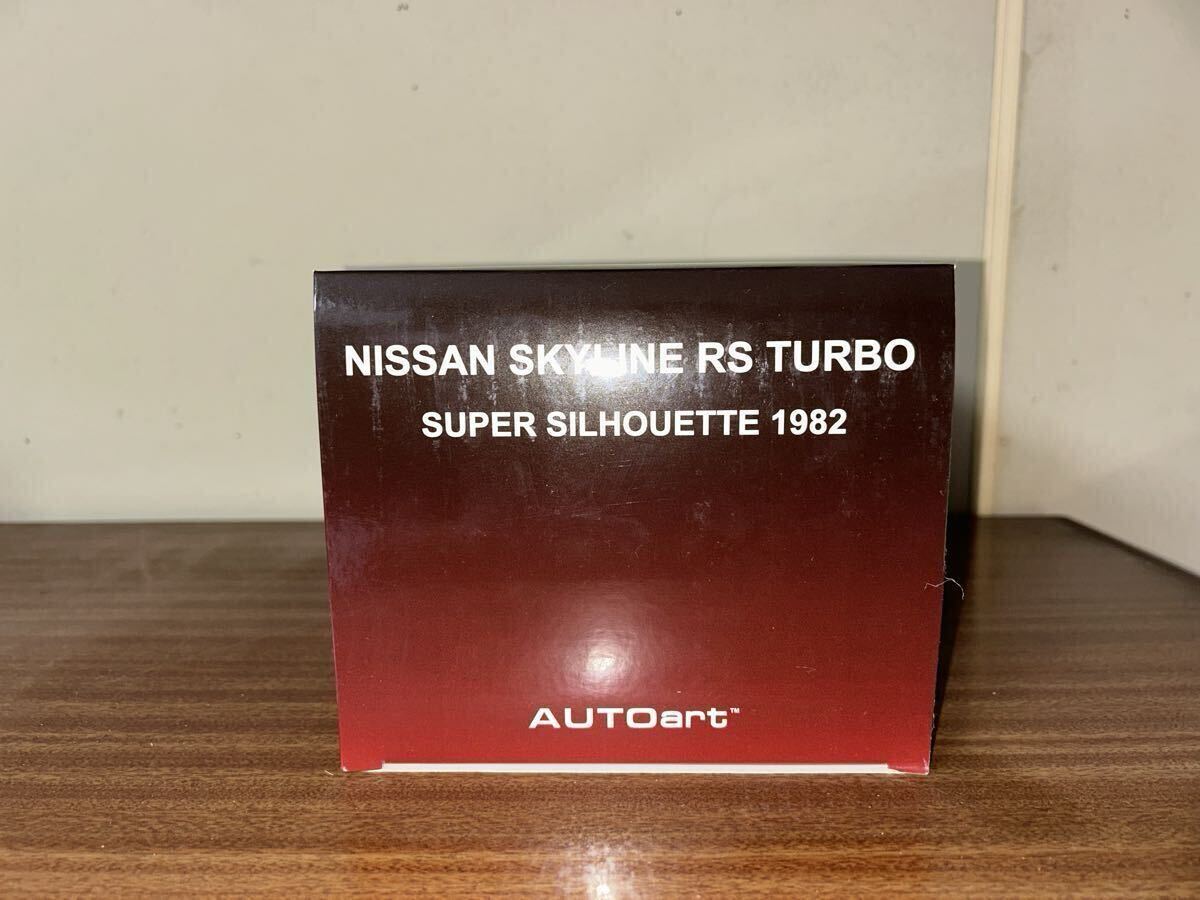 NISSAN SKYLINE RS TURBO
SUPER SILHOUETTE 1982
AUTOart™